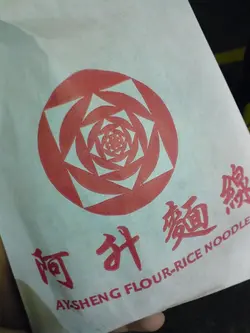 阿升麵線
AYSHENG FLOUR-RICE NOODLE